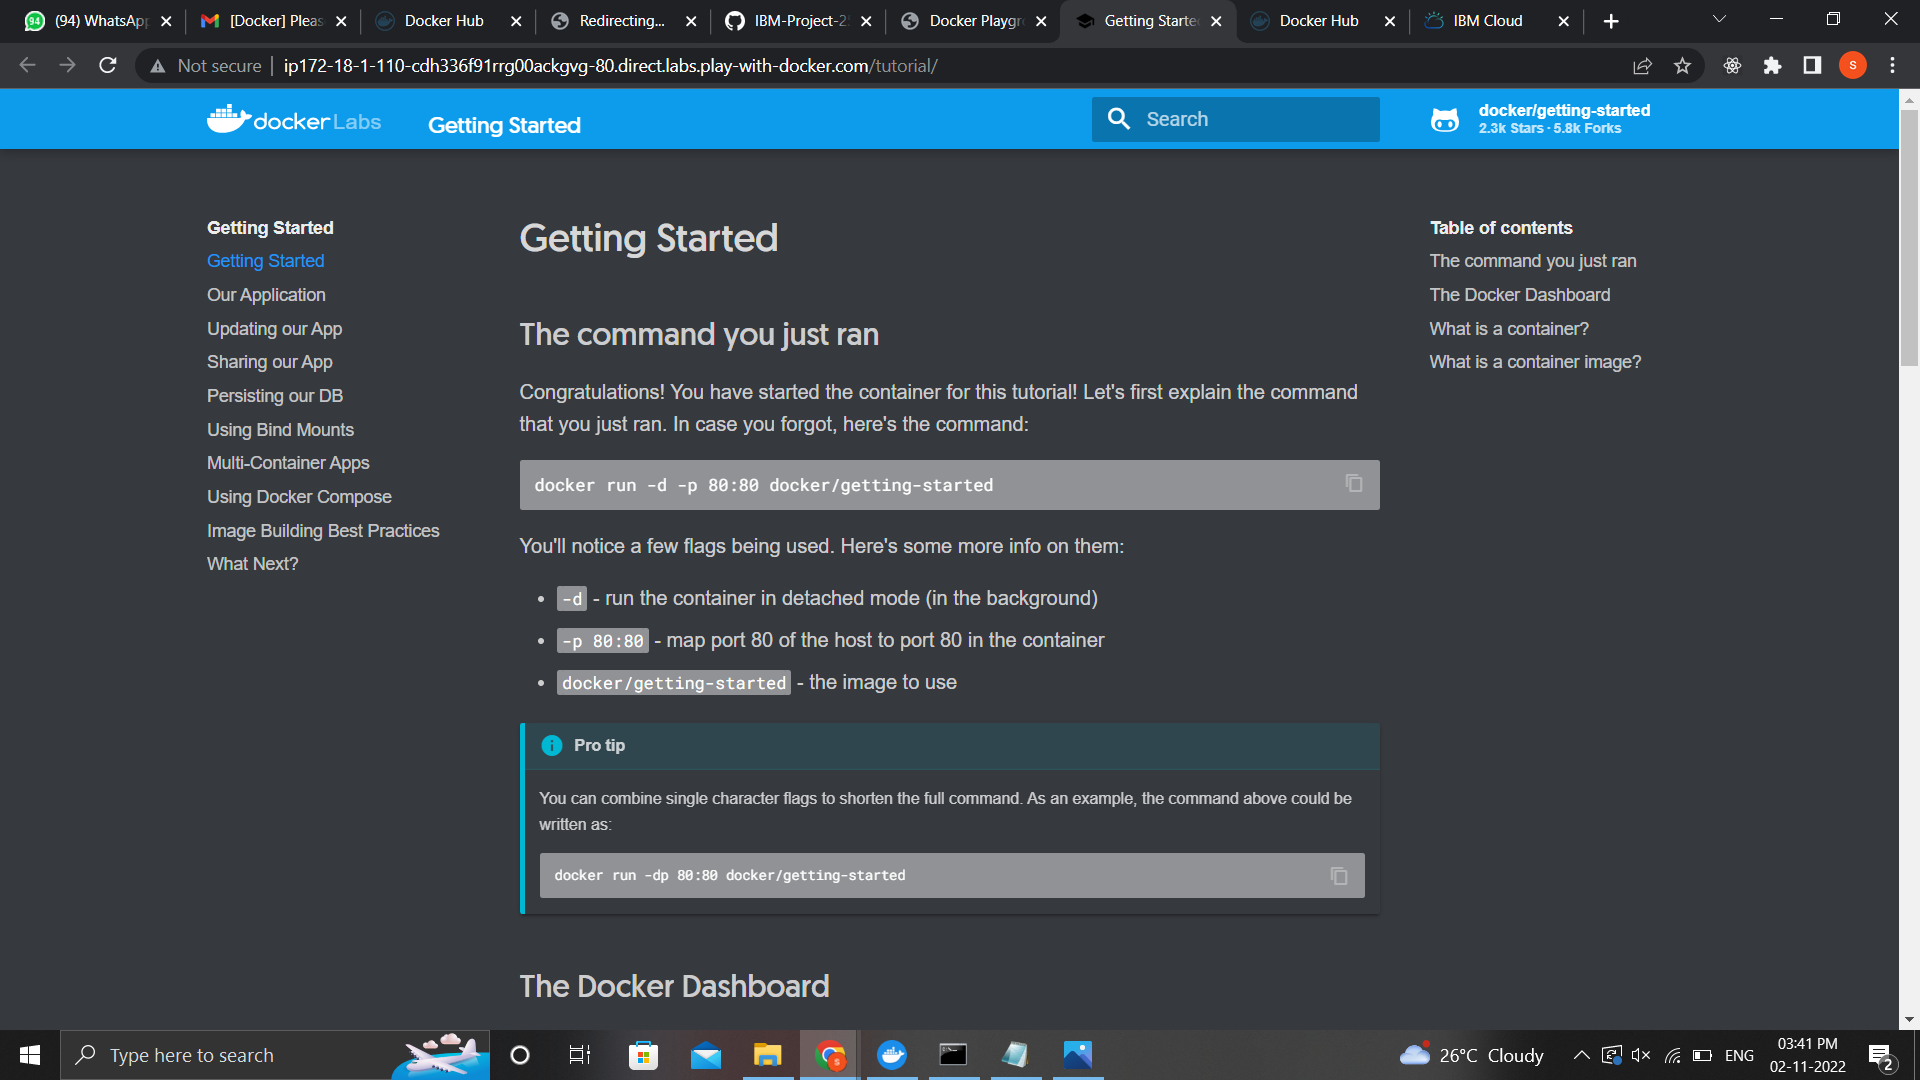 94
(94) WhatsApp
[Docker] Pleas
Docker Hub
Redirecting...
IBM-Project-2
Docker Playgr
Getting Starte
Docker Hub
IBM Cloud
Not secure
ip172-18-1-110-cdh336f91rrg00ackgvg-80.direct.labs.play-with-docker.com/tutorial/
s
docker Labs
Getting Started
Search
docker/getting-started
2.3k Stars · 5.8k Forks
Getting Started
Getting Started
Our Application
Updating our App
Sharing our App
Persisting our DB
Using Bind Mounts
Multi-Container Apps
Using Docker Compose
Image Building Best Practices
What Next?
Getting Started
The command you just ran
Congratulations! You have started the container for this tutorial! Let's first explain the command
that you just ran. In case you forgot, here's the command:
docker run -d -p 80:80 docker/getting-started
You'll notice a few flags being used. Here's some more info on them:
• -d - run the container in detached mode (in the background)
• -p 80:80 - map port 80 of the host to port 80 in the container
• docker/getting-started - the image to use
Pro tip
You can combine single character flags to shorten the full command. As an example, the command above could be
written as:
docker run -dp 80:80 docker/getting-started
The Docker Dashboard
Table of contents
The command you just ran
The Docker Dashboard
What is a container?
What is a container image?
Type here to search
S
26°C Cloudy
ENG
03:41 PM
02-11-2022
2